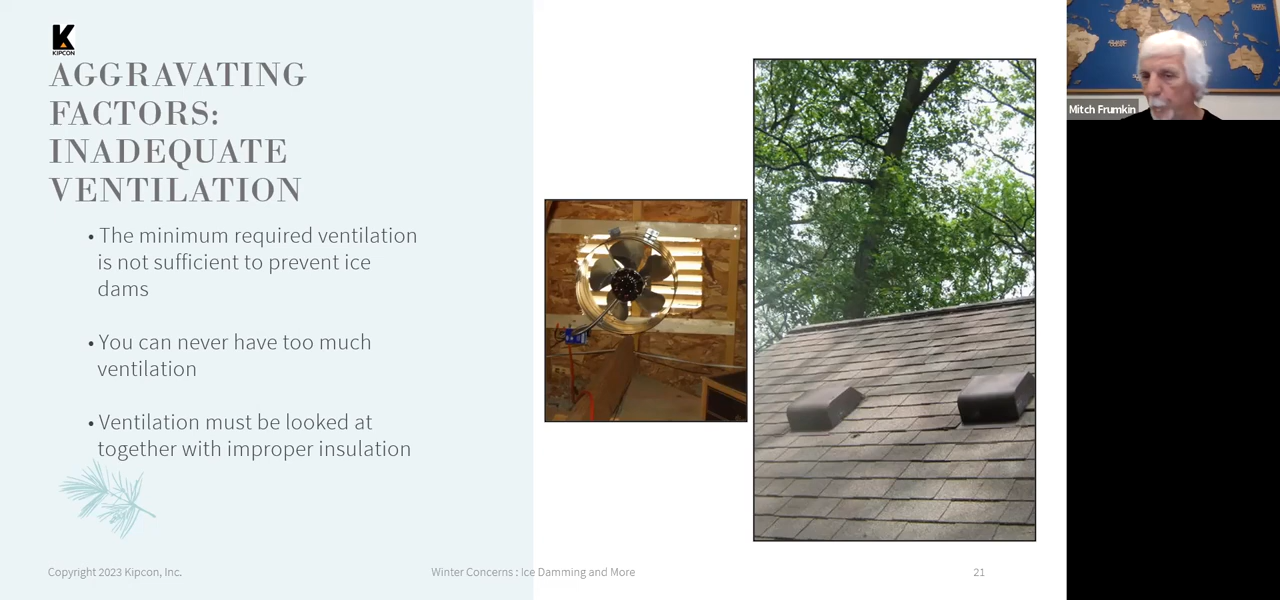 K
KIPCON
AGGRAVATING
FACTORS:
INADEQUATE
VENTILATION
• The minimum required ventilation
is not sufficient to prevent ice
dams
• You can never have too much
ventilation
• Ventilation must be looked at
together with improper insulation
Copyright 2023 Kipcon, Inc.
Winter Concerns : Ice Damming and More
21
Mitch Frumkin